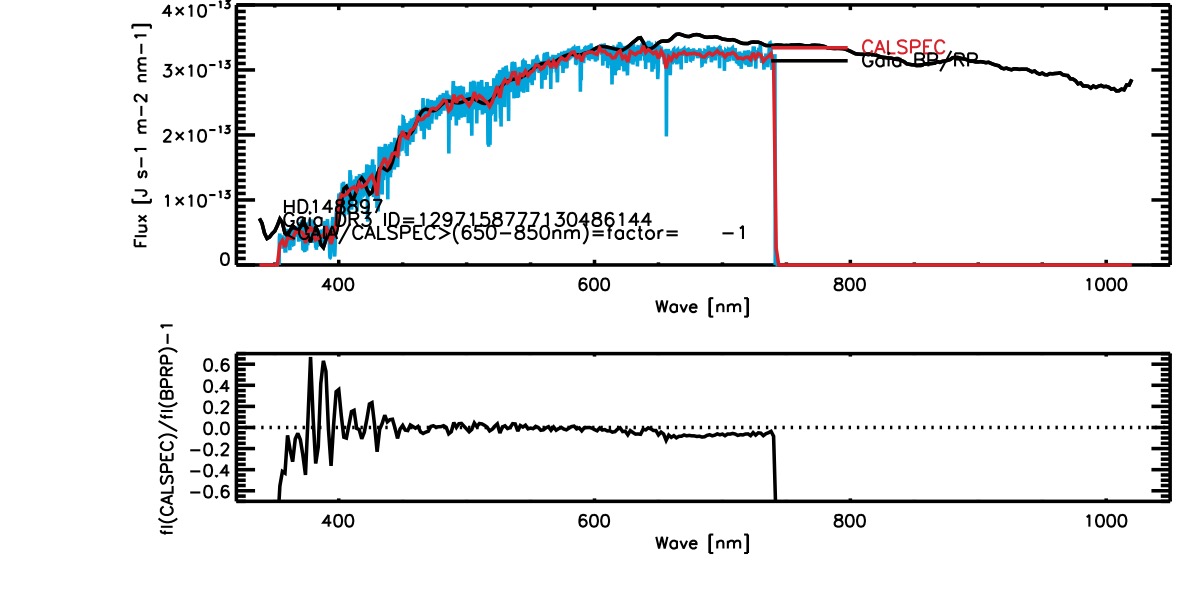 4×10−13
3×10−13
2×10−13
1×10−13
0
Flux [J s−1 m−2 nm−1]
CALSPEC
Gaia BP/RP
HD148897
Gaia DR3 ID=1297158777130486144
<GAIA/CALSPEC>(650−850nm)=factor= −1
400 600 800 1000
Wave [nm]
fl(CALSPEC)/fl(BPRP)−1
0.6
0.4
0.2
0.0
−0.2
−0.4
−0.6
400 600 800 1000
Wave [nm]